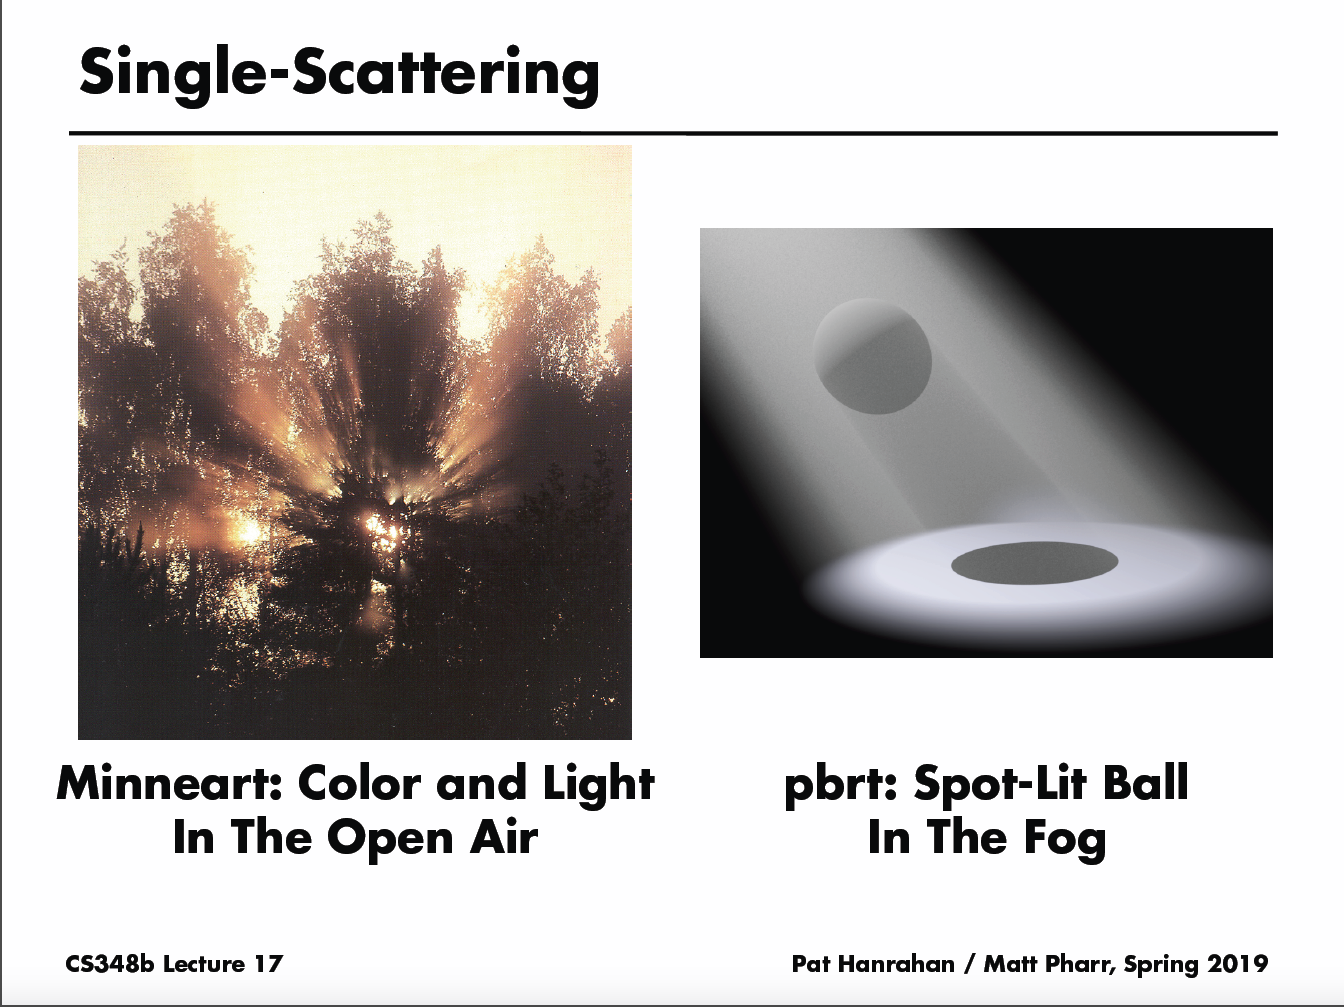 Single-Scattering
Minneart: Color and Light
In The Open Air
pbrt: Spot-Lit Ball
In The Fog
CS348b Lecture 17
Pat Hanrahan / Matt Pharr, Spring 2019